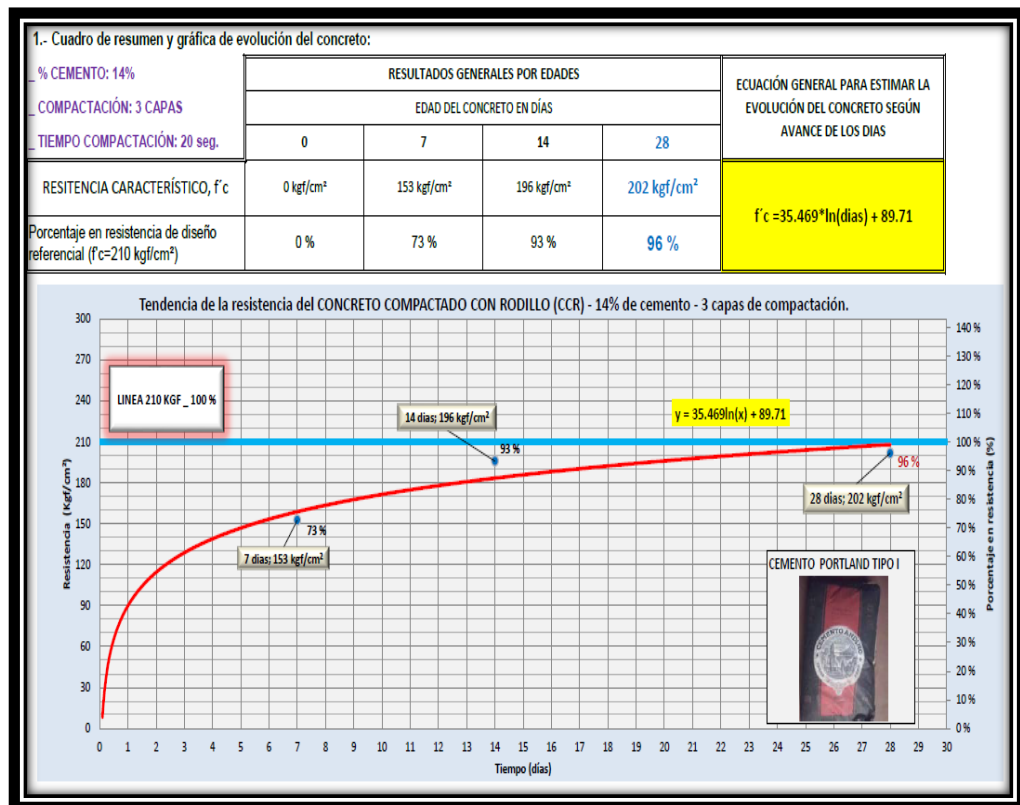 1.- Cuadro de resumen y gráfica de evolución del concreto:
_ % CEMENTO: 14%
_ COMPACTACIÓN: 3 CAPAS
_ TIEMPO COMPACTACIÓN: 20 seg.
RESULTADOS GENERALES POR EDADES
EDAD DEL CONCRETO EN DÍAS
0 7 14 28
ECUACIÓN GENERAL PARA ESTIMAR LA
EVOLUCIÓN DEL CONCRETO SEGÚN
AVANCE DE LOS DIAS
RESITENCIA CARACTERÍSTICO, f´c 0 kgf/cm² 153 kgf/cm² 196 kgf/cm² 202 kgf/cm²
Porcentaje en resistencia de diseño
referencial (f'c=210 kgf/cm²) 0 % 73 % 93 % 96 %
f´c =35.469*ln(dias) + 89.71
Tendencia de la resistencia del CONCRETO COMPACTADO CON RODILLO (CCR) - 14% de cemento - 3 capas de compactación.
300
270
240
210
180
150
120
90
60
30
0
Resistencia (Kgf/cm²)
LINEA 210 KGF _ 100 %
14 dias; 196 kgf/cm²
93 %
y = 35.469ln(x) + 89.71
96 %
28 dias; 202 kgf/cm²
73 %
7 dias; 153 kgf/cm²
CEMENTO PORTLAND TIPO I
140 %
130 %
120 %
110 %
100 %
90 %
80 %
70 %
60 %
50 %
40 %
30 %
20 %
10 %
0 %
Porcentaje en resistencia (%)
0 1 2 3 4 5 6 7 8 9 10 11 12 13 14 15 16 17 18 19 20 21 22 23 24 25 26 27 28 29 30
Tiempo (días)